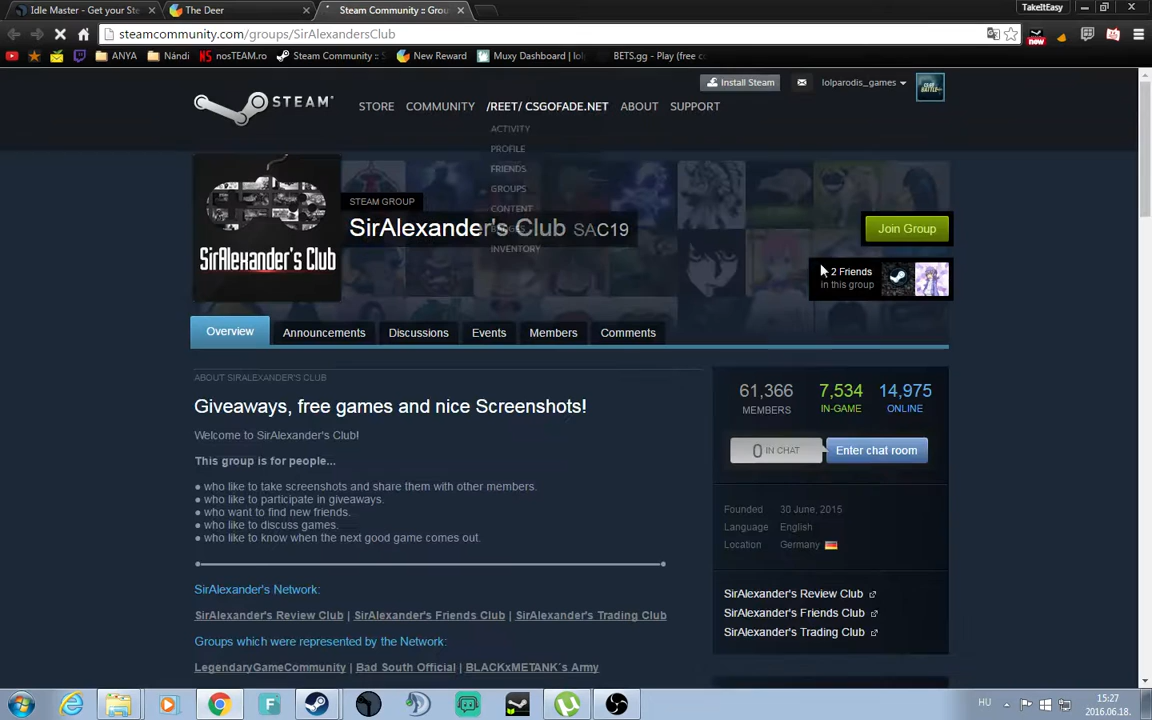 Idle Master - Get your Ste
The Deer
Steam Community :: Grou
TakeItEasy
steamcommunity.com/groups/SirAlexandersClub
ANYA
Nándi
nosTEAM.ro
Steam Community ::
New Reward
Muxy Dashboard | lol
BETS.gg - Play (free c
new
Install Steam
lolparodis_games
STEAM
STORE
COMMUNITY
/REET/ CSGOFADE.NET
ABOUT
SUPPORT
ACTIVITY
PROFILE
FRIENDS
GROUPS
CONTENT
BADGES
INVENTORY
STEAM GROUP
SirAlexander's Club SAC19
SirAlexander's Club
Join Group
2 Friends
in this group
Overview
Announcements
Discussions
Events
Members
Comments
ABOUT SIRALEXANDER'S CLUB
Giveaways, free games and nice Screenshots!
Welcome to SirAlexander's Club!
This group is for people...
● who like to take screenshots and share them with other members.
● who like to participate in giveaways.
● who want to find new friends.
● who like to discuss games.
● who like to know when the next good game comes out.
SirAlexander's Network:
SirAlexander's Review Club | SirAlexander's Friends Club | SirAlexander's Trading Club
Groups which were represented by the Network:
LegendaryGameCommunity | Bad South Official | BLACKxMETANK´s Army
61,366
MEMBERS
7,534
IN-GAME
14,975
ONLINE
0 IN CHAT
Enter chat room
Founded 30 June, 2015
Language English
Location Germany
SirAlexander's Review Club
SirAlexander's Friends Club
SirAlexander's Trading Club
HU
15:27
2016.06.18.